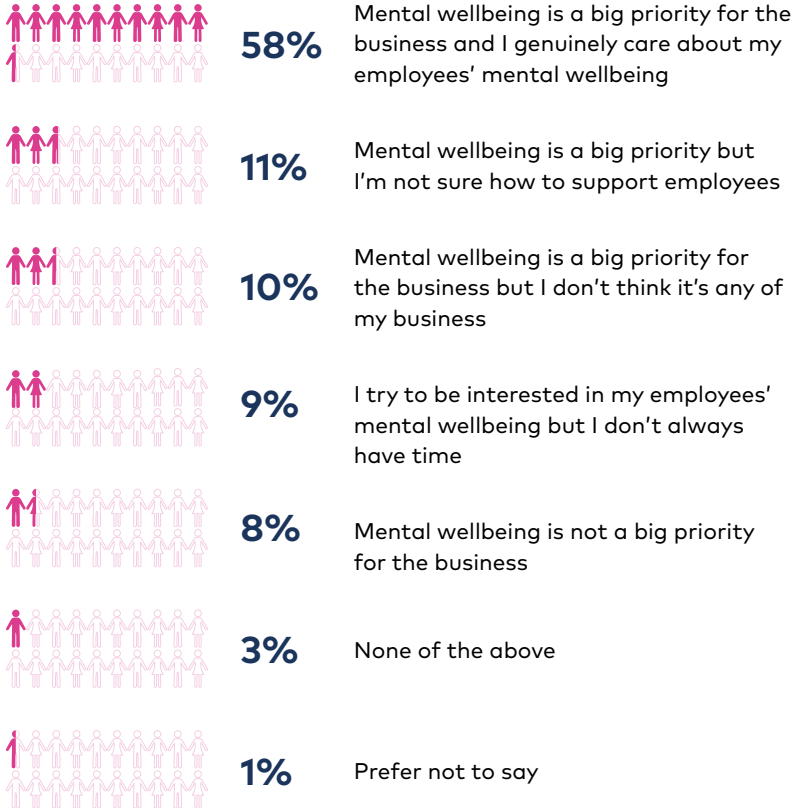 58%
Mental wellbeing is a big priority for the
business and I genuinely care about my
employees’ mental wellbeing
11%
Mental wellbeing is a big priority but
I’m not sure how to support employees
10%
Mental wellbeing is a big priority for
the business but I don’t think it’s any of
my business
9%
I try to be interested in my employees’
mental wellbeing but I don’t always
have time
8%
Mental wellbeing is not a big priority
for the business
3%
None of the above
1%
Prefer not to say